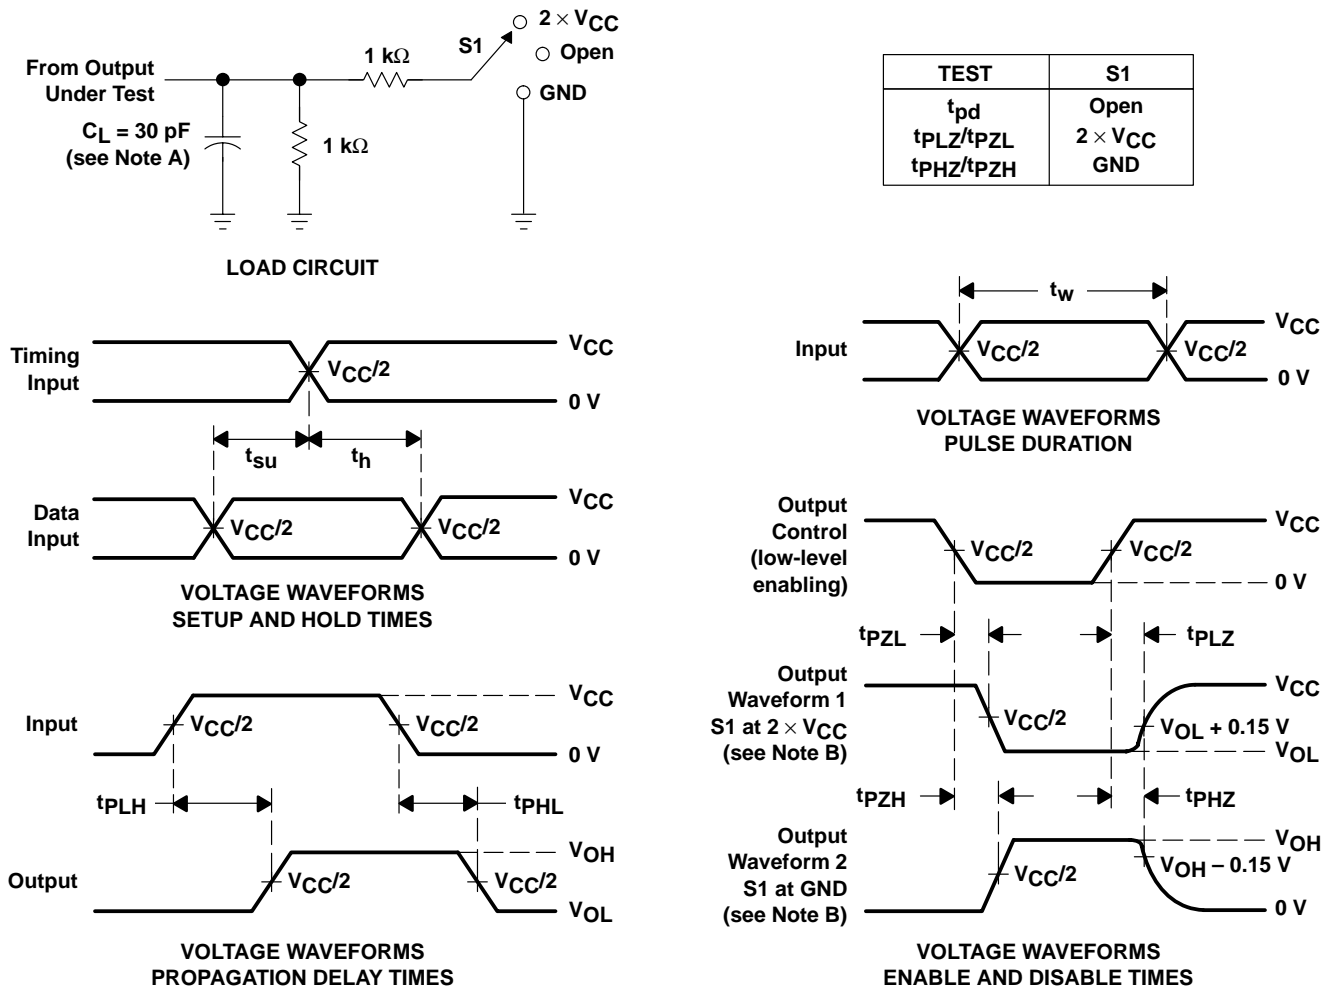 From Output
Under Test
CL = 30 pF
(see Note A)
1 kΩ
1 kΩ
S1
2 × VCC
Open
GND
LOAD CIRCUIT
TEST S1
tpd Open
tPLZ/tPZL 2 × VCC
tPHZ/tPZH GND
Timing
Input
VCC/2
VCC
0 V
tsu
th
Data
Input
VCC/2
VCC/2
VCC
0 V
VOLTAGE WAVEFORMS
SETUP AND HOLD TIMES
tw
Input
VCC/2
VCC/2
VCC
0 V
VOLTAGE WAVEFORMS
PULSE DURATION
Input
VCC/2
VCC/2
VCC
0 V
tPLH
tPHL
Output
VCC/2
VCC/2
VOH
VOL
VOLTAGE WAVEFORMS
PROPAGATION DELAY TIMES
Output
Control
(low-level
enabling)
VCC/2
VCC/2
VCC
0 V
tPZL
tPLZ
Output
Waveform 1
S1 at 2 × VCC
(see Note B)
VCC/2
VCC
VOL + 0.15 V
VOL
tPZH
tPHZ
Output
Waveform 2
S1 at GND
(see Note B)
VCC/2
VOH
VOH – 0.15 V
0 V
VOLTAGE WAVEFORMS
ENABLE AND DISABLE TIMES